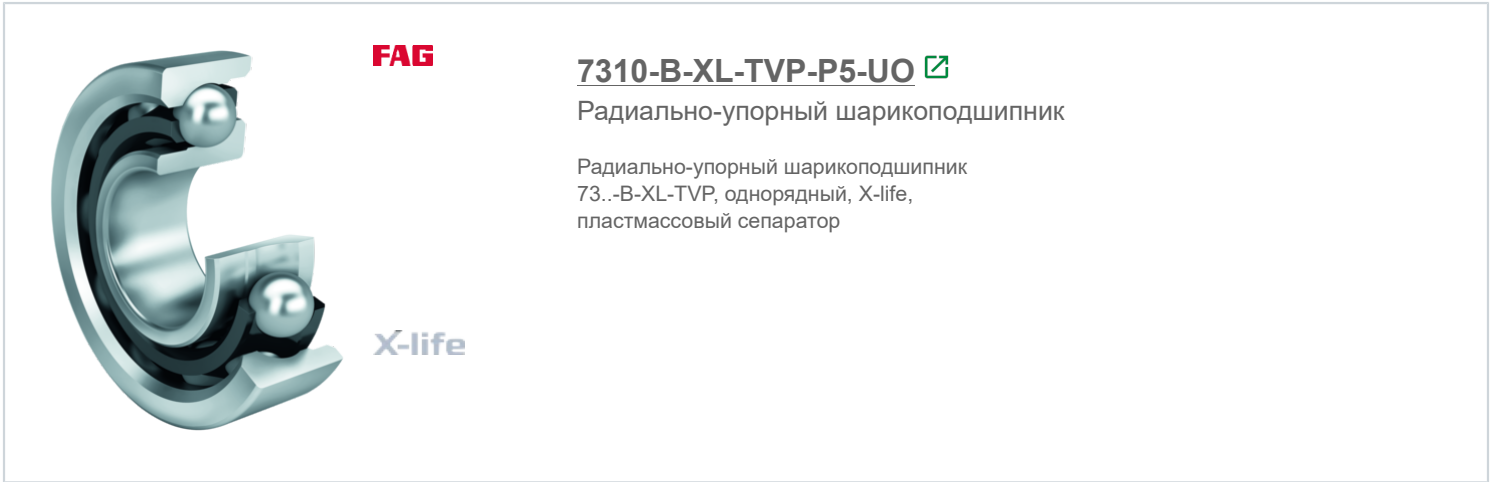 FAG
7310-B-XL-TVP-P5-UO
Радиально-упорный шарикоподшипник
Радиально-упорный шарикоподшипник
73..-B-XL-TVP, однорядный, X-life,
пластмассовый сепаратор
X-life